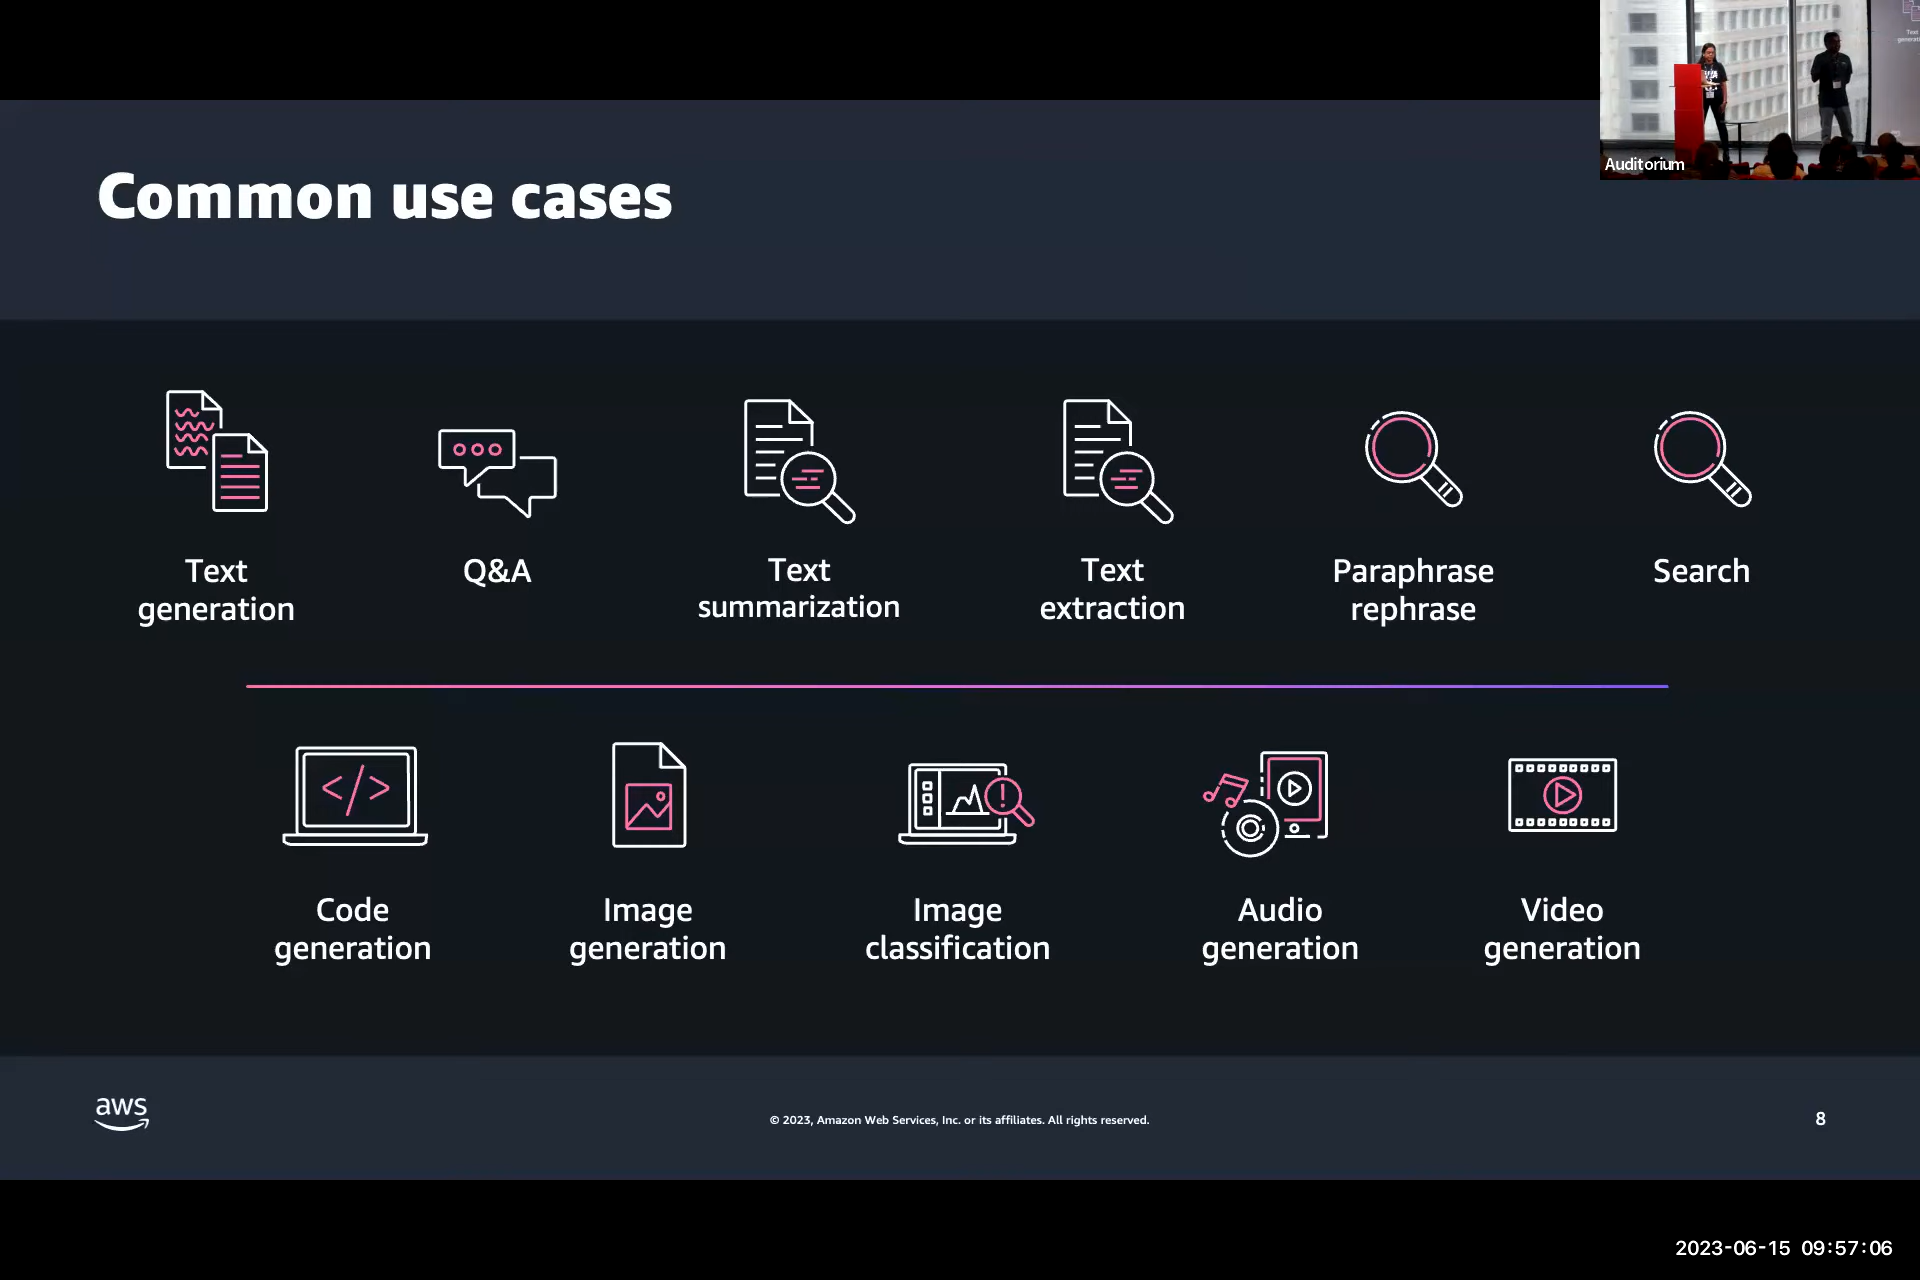 Auditorium
Common use cases
Text
generation
Q&A
Text
summarization
Text
extraction
Paraphrase
rephrase
Search
Code
generation
Image
generation
Image
classification
Audio
generation
Video
generation
aws
© 2023, Amazon Web Services, Inc. or its affiliates. All rights reserved.
8
2023-06-15 09:57:06